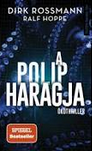 DIRK ROSSMANN
RALF HOPPE
A
POLIP
HARAGJA
ÖKOTHRILLER
SPIEGEL
Bestseller